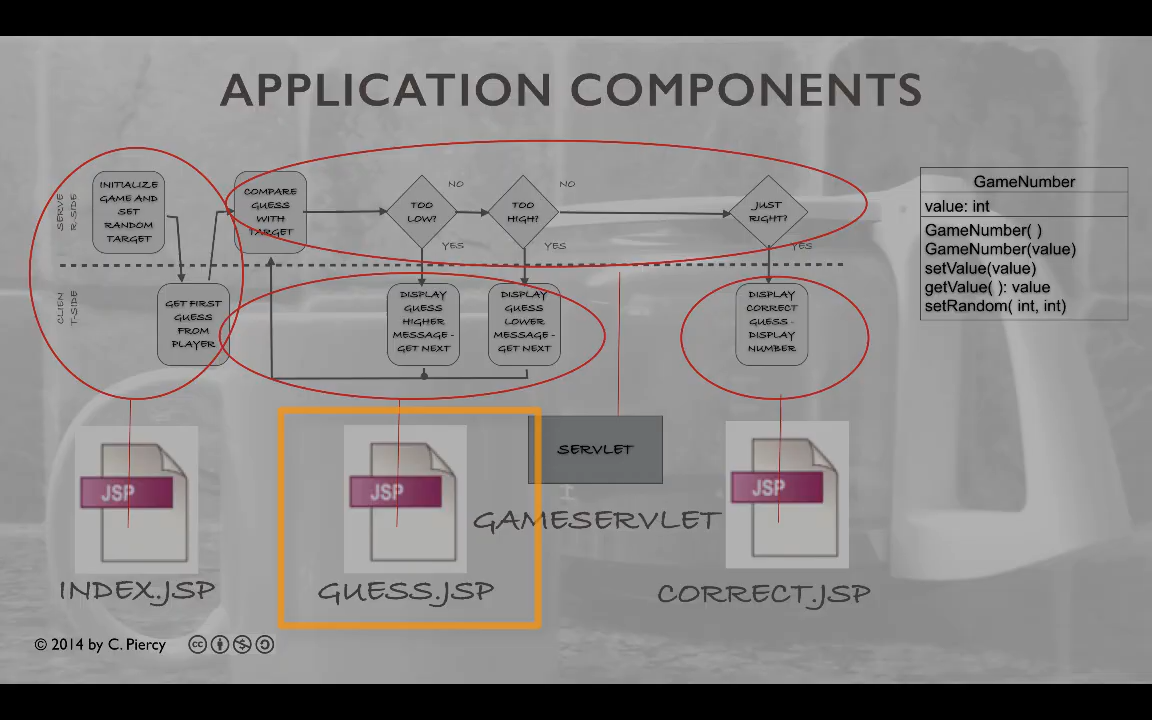 APPLICATION COMPONENTS
SERVE
R-SIDE
INITIALIZE
GAME AND
SET
RANDOM
TARGET
COMPARE
GUESS
WITH
TARGET
TOO
LOW?
NO
YES
TOO
HIGH?
NO
YES
JUST
RIGHT?
YES
CLIEN
T-SIDE
GET FIRST
GUESS
FROM
PLAYER
DISPLAY
GUESS
HIGHER
MESSAGE -
GET NEXT
DISPLAY
GUESS
LOWER
MESSAGE -
GET NEXT
DISPLAY
CORRECT
GUESS -
DISPLAY
NUMBER
GameNumber
value: int
GameNumber( )
GameNumber(value)
setValue(value)
getValue( ): value
setRandom( int, int)
JSP
INDEX.JSP
JSP
GUESS.JSP
SERVLET
GAMESERVLET
JSP
CORRECT.JSP
© 2014 by C. Piercy
cc